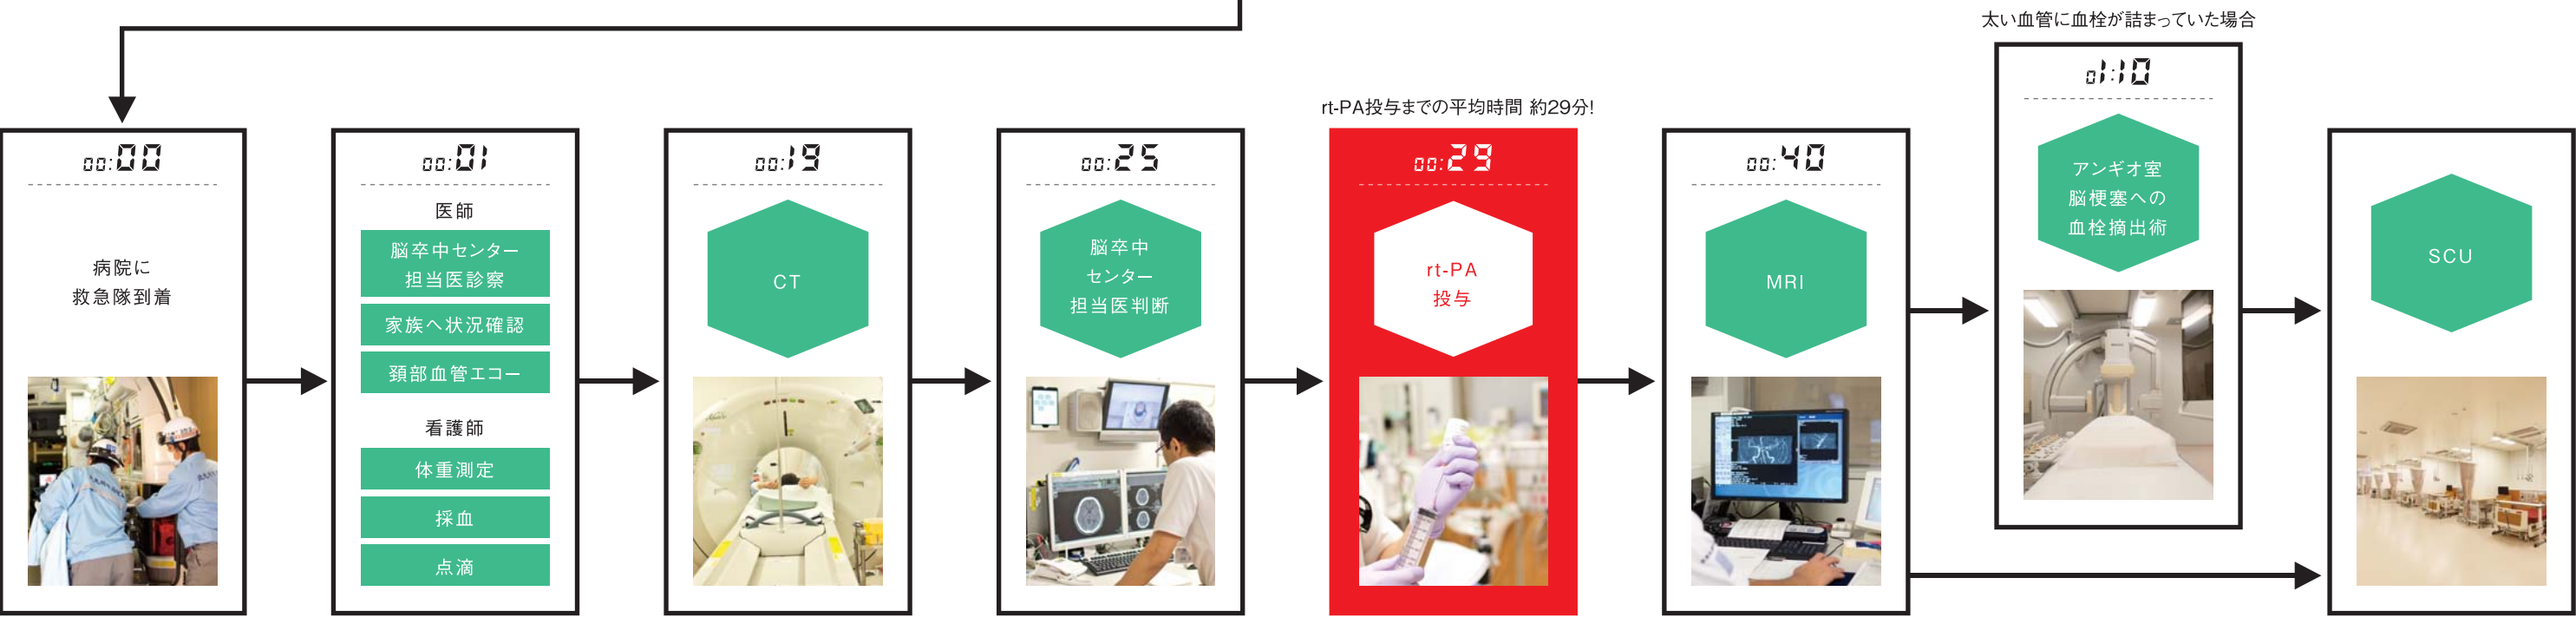 00:00
病院に
救急隊到着
00:01
医師
脳卒中センター
担当医診察
家族へ状況確認
頚部血管エコー
看護師
体重測定
採血
点滴
00:19
CT
00:25
脳卒中
センター
担当医判断
rt-PA投与までの平均時間 約29分!
00:29
rt-PA
投与
00:40
MRI
太い血管に血栓が詰まっていた場合
01:10
アンギオ室
脳梗塞への
血栓摘出術
SCU